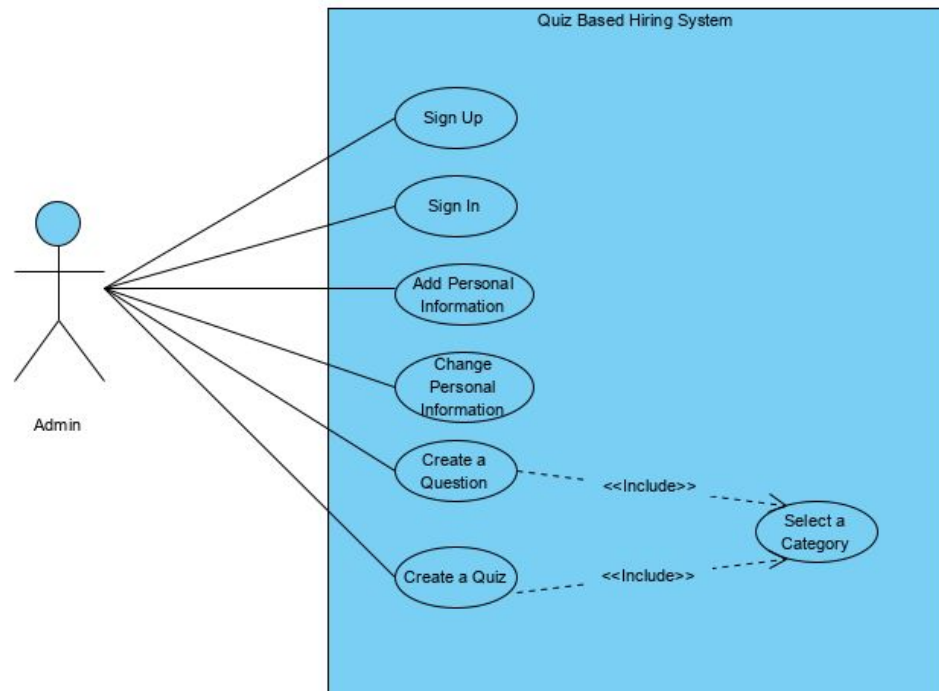 Quiz Based Hiring System
Sign Up
Sign In
Add Personal
Information
Change
Personal
Information
Admin
Create a
Question
<<Include>>
Select a
Category
Create a Quiz
<<Include>>